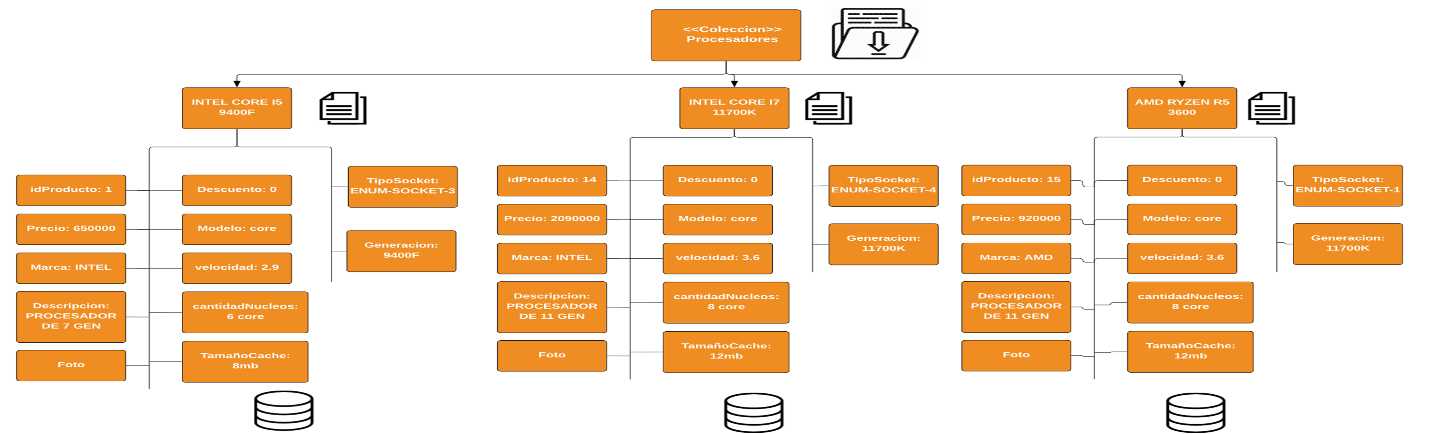 <<Coleccion>>
Procesadores
INTEL CORE I5
9400F
idProducto: 1
Descuento: 0
TipoSocket:
ENUM-SOCKET-3
Precio: 650000
Modelo: core
Generacion:
9400F
Marca: INTEL
velocidad: 2.9
Descripcion:
PROCESADOR
DE 7 GEN
cantidadNucleos:
6 core
Foto
TamañoCache:
8mb
INTEL CORE I7
11700K
idProducto: 14
Descuento: 0
TipoSocket:
ENUM-SOCKET-4
Precio: 2090000
Modelo: core
Generacion:
11700K
Marca: INTEL
velocidad: 3.6
Descripcion:
PROCESADOR
DE 11 GEN
cantidadNucleos:
8 core
Foto
TamañoCache:
12mb
AMD RYZEN R5
3600
idProducto: 15
Descuento: 0
TipoSocket:
ENUM-SOCKET-1
Precio: 920000
Modelo: core
Generacion:
11700K
Marca: AMD
velocidad: 3.6
Descripcion:
PROCESADOR
DE 11 GEN
cantidadNucleos:
8 core
Foto
TamañoCache:
12mb